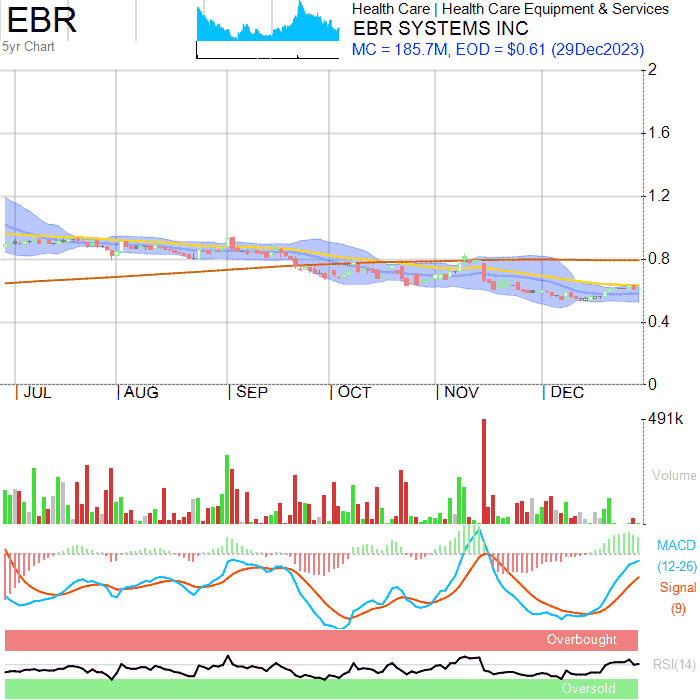 EBR
5yr Chart
Health Care | Health Care Equipment & Services
EBR SYSTEMS INC
MC = 185.7M, EOD = $0.61 (29Dec2023)
2
1.6
1.2
0.8
0.4
0
| JUL | AUG | SEP | OCT | NOV | DEC
491k
Volume
MACD
(12-26)
Signal
(9)
Overbought
RSI(14)
Oversold